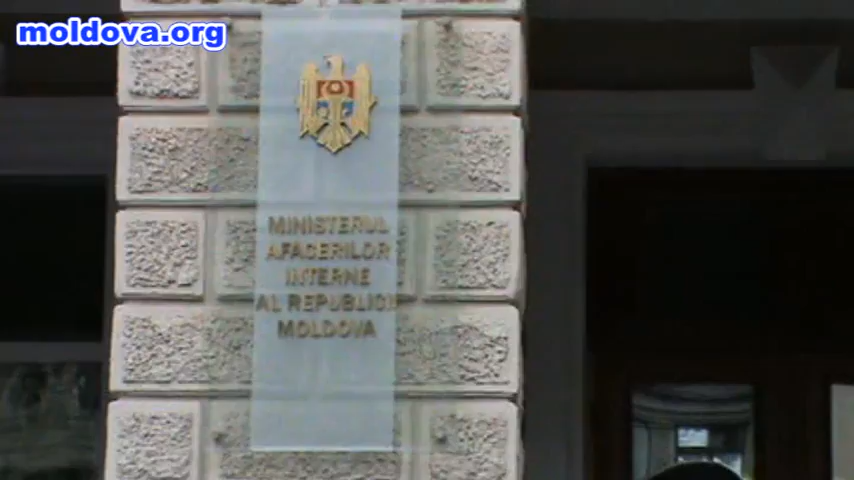 moldova.org
MINISTERUL
AFACERILOR
INTERNE
AL REPUBLICII
MOLDOVA